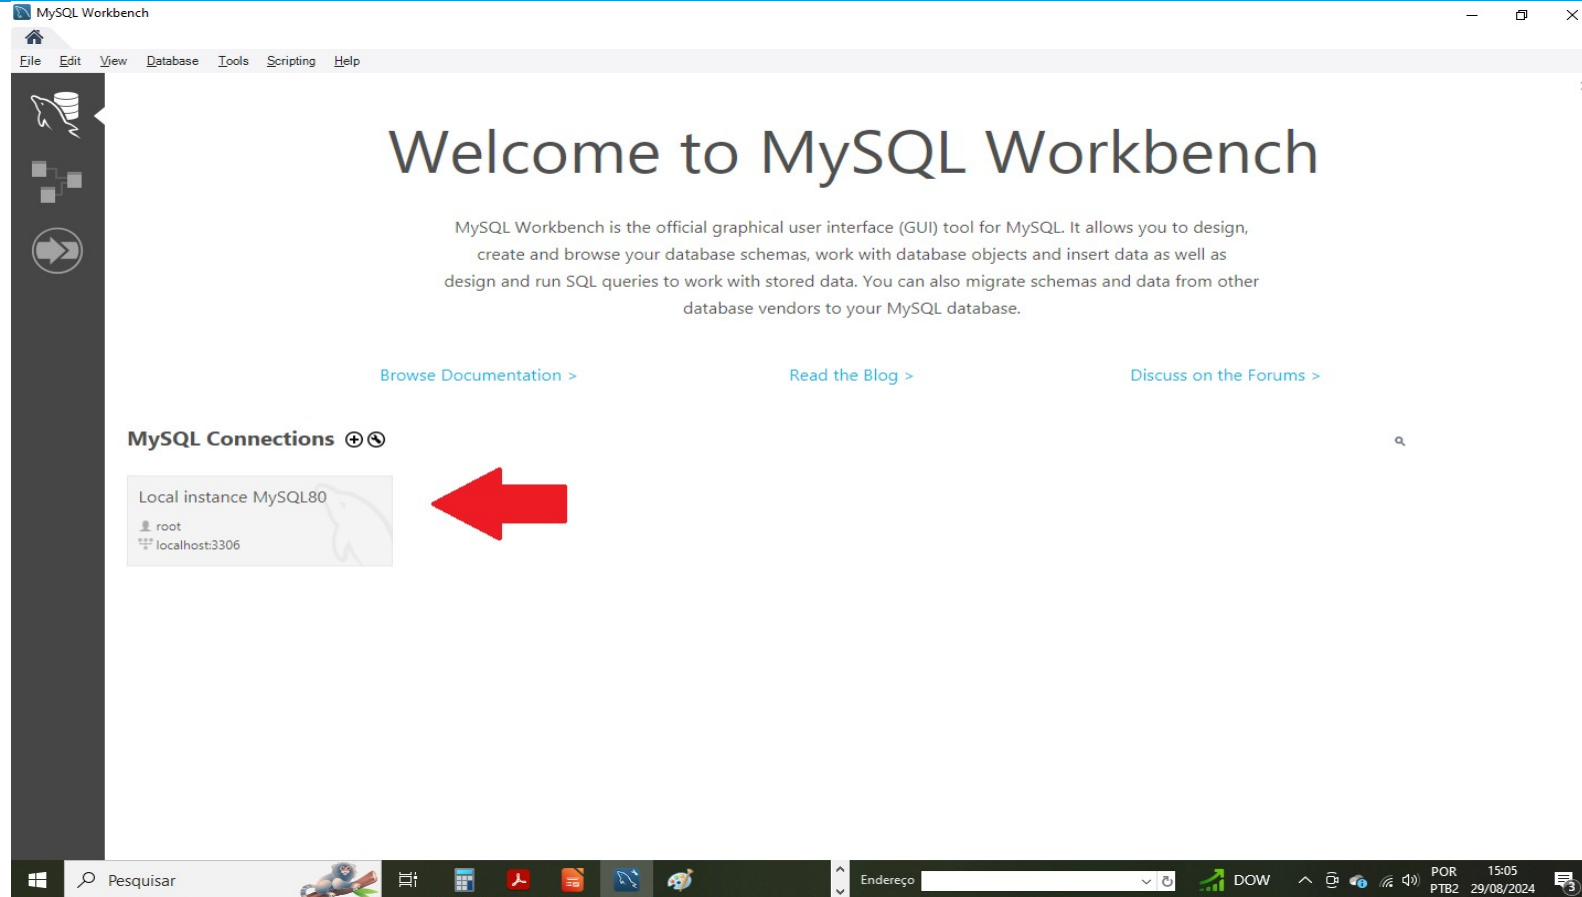 MySQL Workbench
File Edit View Database Tools Scripting Help
Welcome to MySQL Workbench
MySQL Workbench is the official graphical user interface (GUI) tool for MySQL. It allows you to design,
create and browse your database schemas, work with database objects and insert data as well as
design and run SQL queries to work with stored data. You can also migrate schemas and data from other
database vendors to your MySQL database.
Browse Documentation > Read the Blog > Discuss on the Forums >
MySQL Connections
Local instance MySQL80
root
localhost:3306
Pesquisar
Endereço
DOW
POR 15:05
PTB2 29/08/2024
3